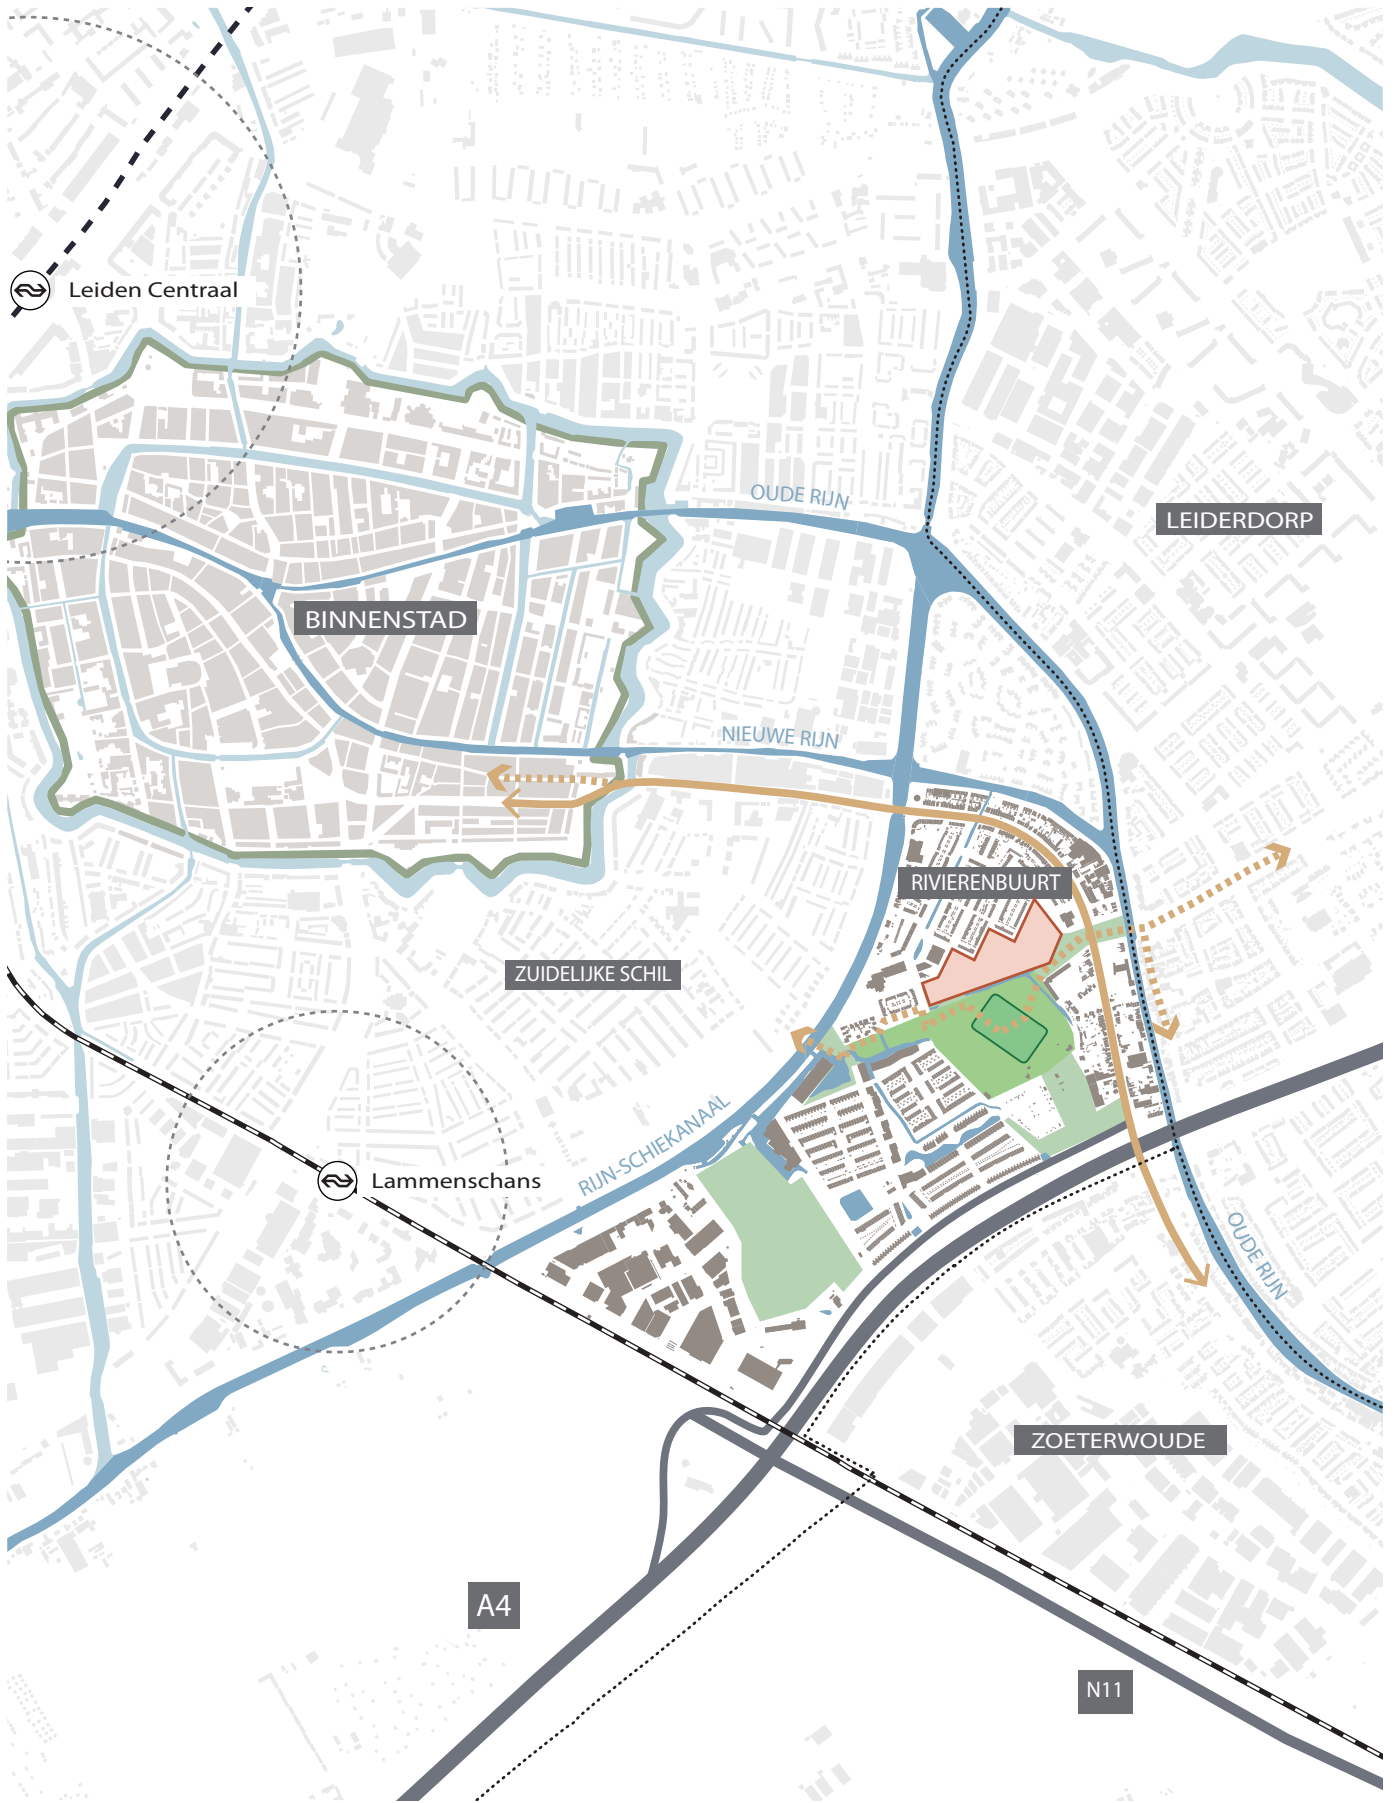 Leiden Centraal
OUDE RIJN
LEIDERDORP
BINNENSTAD
NIEUWE RIJN
RIVIERENBUURT
ZUIDELIJKE SCHIL
RIJN-SCHIEKANAAL
Lammenschans
OUDE RIJN
ZOETERWOUDE
A4
N11